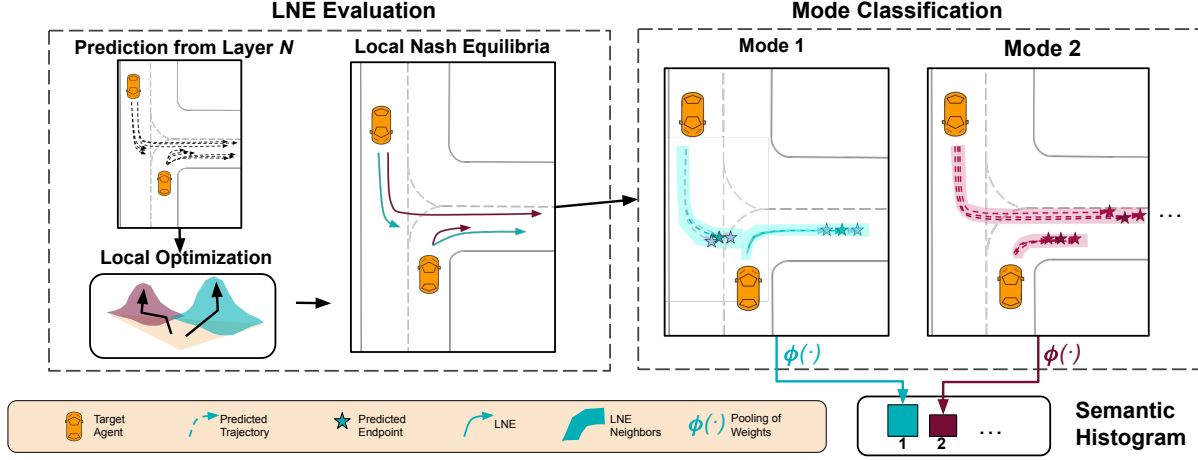 LNE Evaluation
Mode Classification
Prediction from Layer N
Local Nash Equilibria
Mode 1
Mode 2
Local Optimization
...
ϕ(·)
ϕ(·)
Target
Agent
Predicted
Trajectory
Predicted
Endpoint
LNE
LNE
Neighbors
ϕ(·)
Pooling of
Weights
1
2
...
Semantic
Histogram